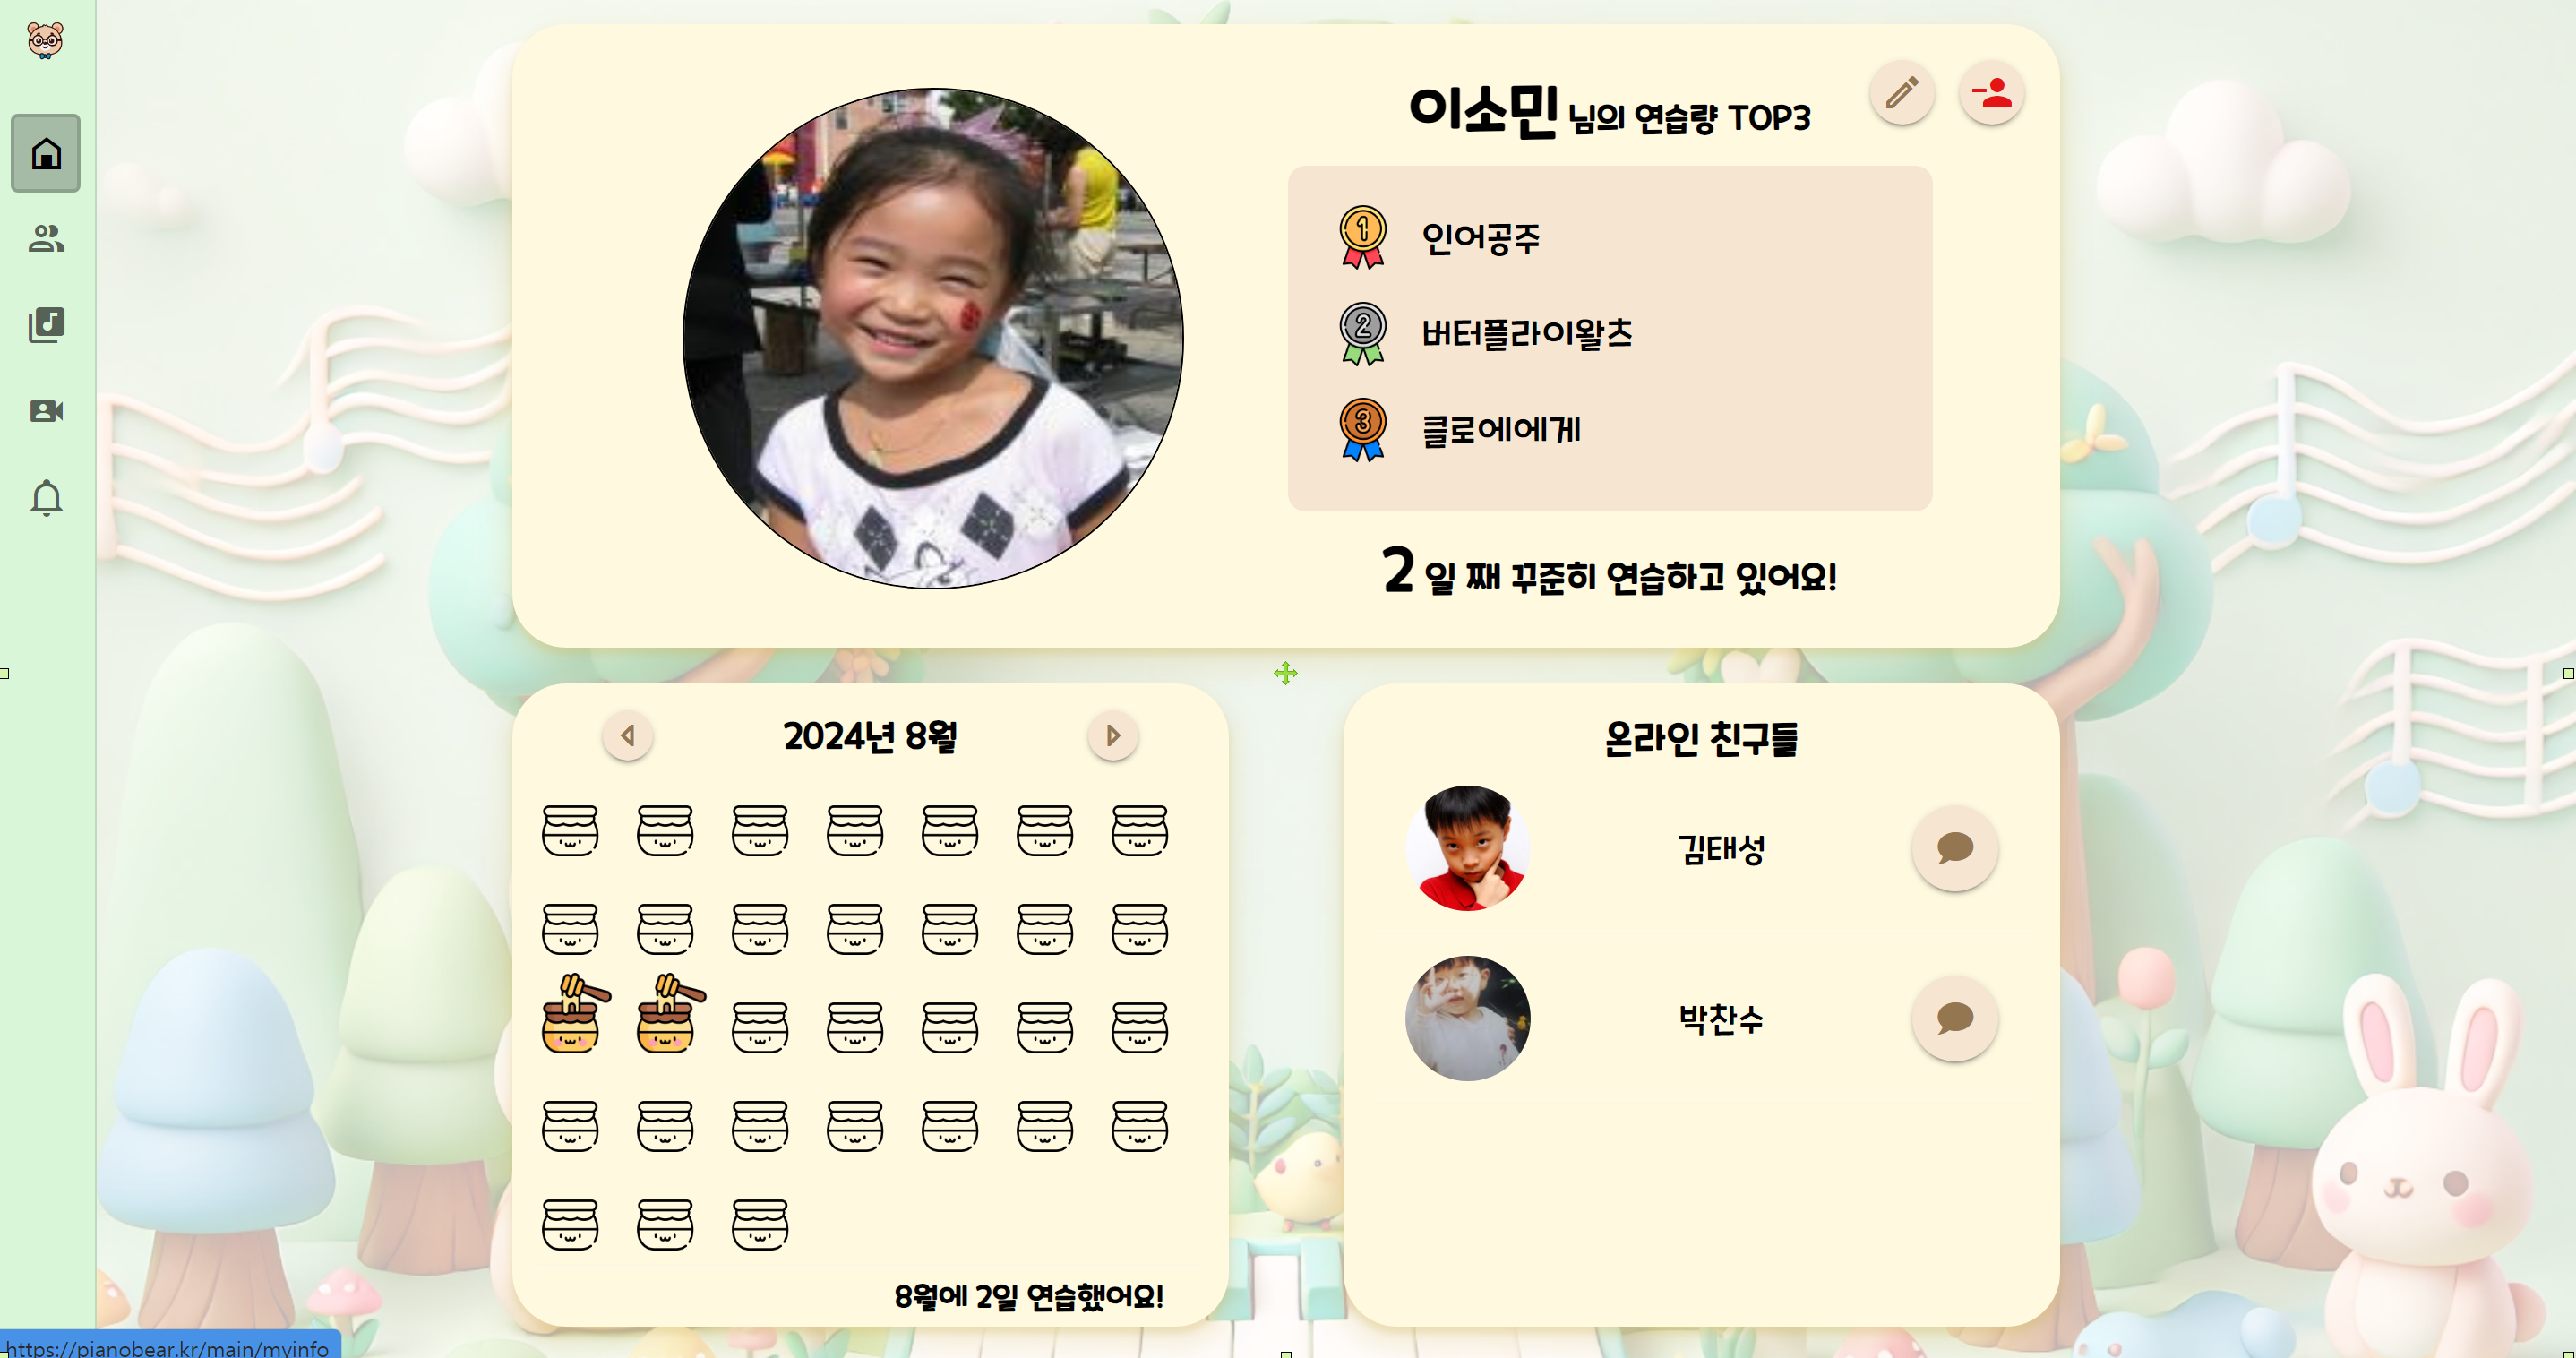 이소민 님의 연습량 TOP3
1 인어공주
2 버터플라이왈츠
3 클로에에게
2 일 째 꾸준히 연습하고 있어요!
2024년 8월
8월에 2일 연습했어요!
온라인 친구들
김태성
박찬수
https://pianobear.kr/main/myinfo